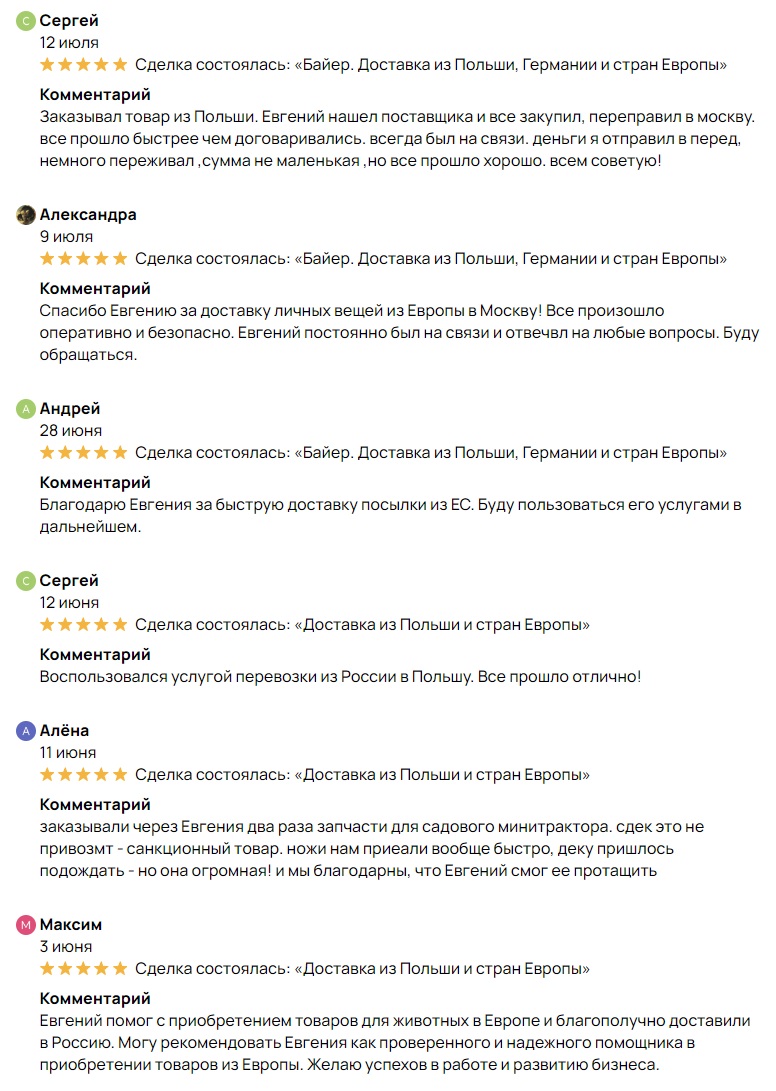 С Сергей
12 июля
Сделка состоялась: «Байер. Доставка из Польши, Германии и стран Европы»
Комментарий
Заказывал товар из Польши. Евгений нашел поставщика и все закупил, переправил в москву.
все прошло быстрее чем договаривались. всегда был на связи. деньги я отправил в перед,
немного переживал ,сумма не маленькая ,но все прошло хорошо. всем советую!
Александра
9 июля
Сделка состоялась: «Байер. Доставка из Польши, Германии и стран Европы»
Комментарий
Спасибо Евгению за доставку личных вещей из Европы в Москву! Все произошло
оперативно и безопасно. Евгений постоянно был на связи и отвечвл на любые вопросы. Буду
обращаться.
А Андрей
28 июня
Сделка состоялась: «Байер. Доставка из Польши, Германии и стран Европы»
Комментарий
Благодарю Евгения за быструю доставку посылки из ЕС. Буду пользоваться его услугами в
дальнейшем.
С Сергей
12 июня
Сделка состоялась: «Доставка из Польши и стран Европы»
Комментарий
Воспользовался услугой перевозки из России в Польшу. Все прошло отлично!
А Алёна
11 июня
Сделка состоялась: «Доставка из Польши и стран Европы»
Комментарий
заказывали через Евгения два раза запчасти для садового минитрактора. сдек это не
привозмт - санкционный товар. ножи нам приеали вообще быстро, деку пришлось
подождать - но она огромная! и мы благодарны, что Евгений смог ее протащить
М Максим
3 июня
Сделка состоялась: «Доставка из Польши и стран Европы»
Комментарий
Евгений помог с приобретением товаров для животных в Европе и благополучно доставили
в Россию. Могу рекомендовать Евгения как проверенного и надежного помощника в
приобретении товаров из Европы. Желаю успехов в работе и развитию бизнеса.